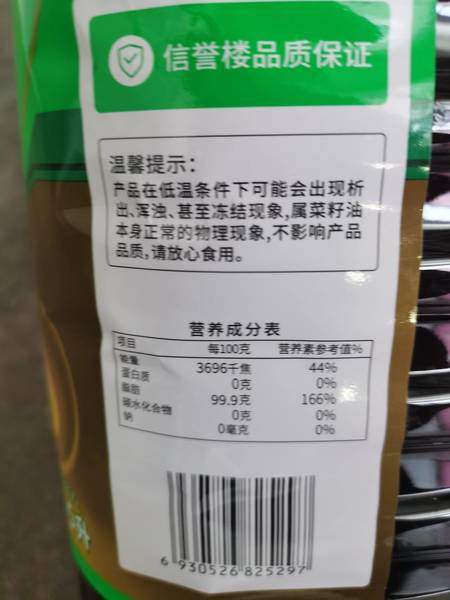 信誉楼品质保证
温馨提示：
产品在低温条件下可能会出现析
出、浑浊、甚至冻结现象,属菜籽油
本身正常的物理现象,不影响产品
品质,请放心食用。
营养成分表
项目 每100克 营养素参考值%
能量 3696千焦 44%
蛋白质 0克 0%
脂肪 99.9克 166%
碳水化合物 0克 0%
钠 0毫克 0%
6 930526 825297
升